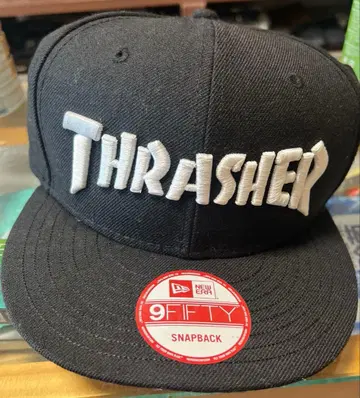 THRASHER
NEW ERA
9FIFTY
SNAPBACK